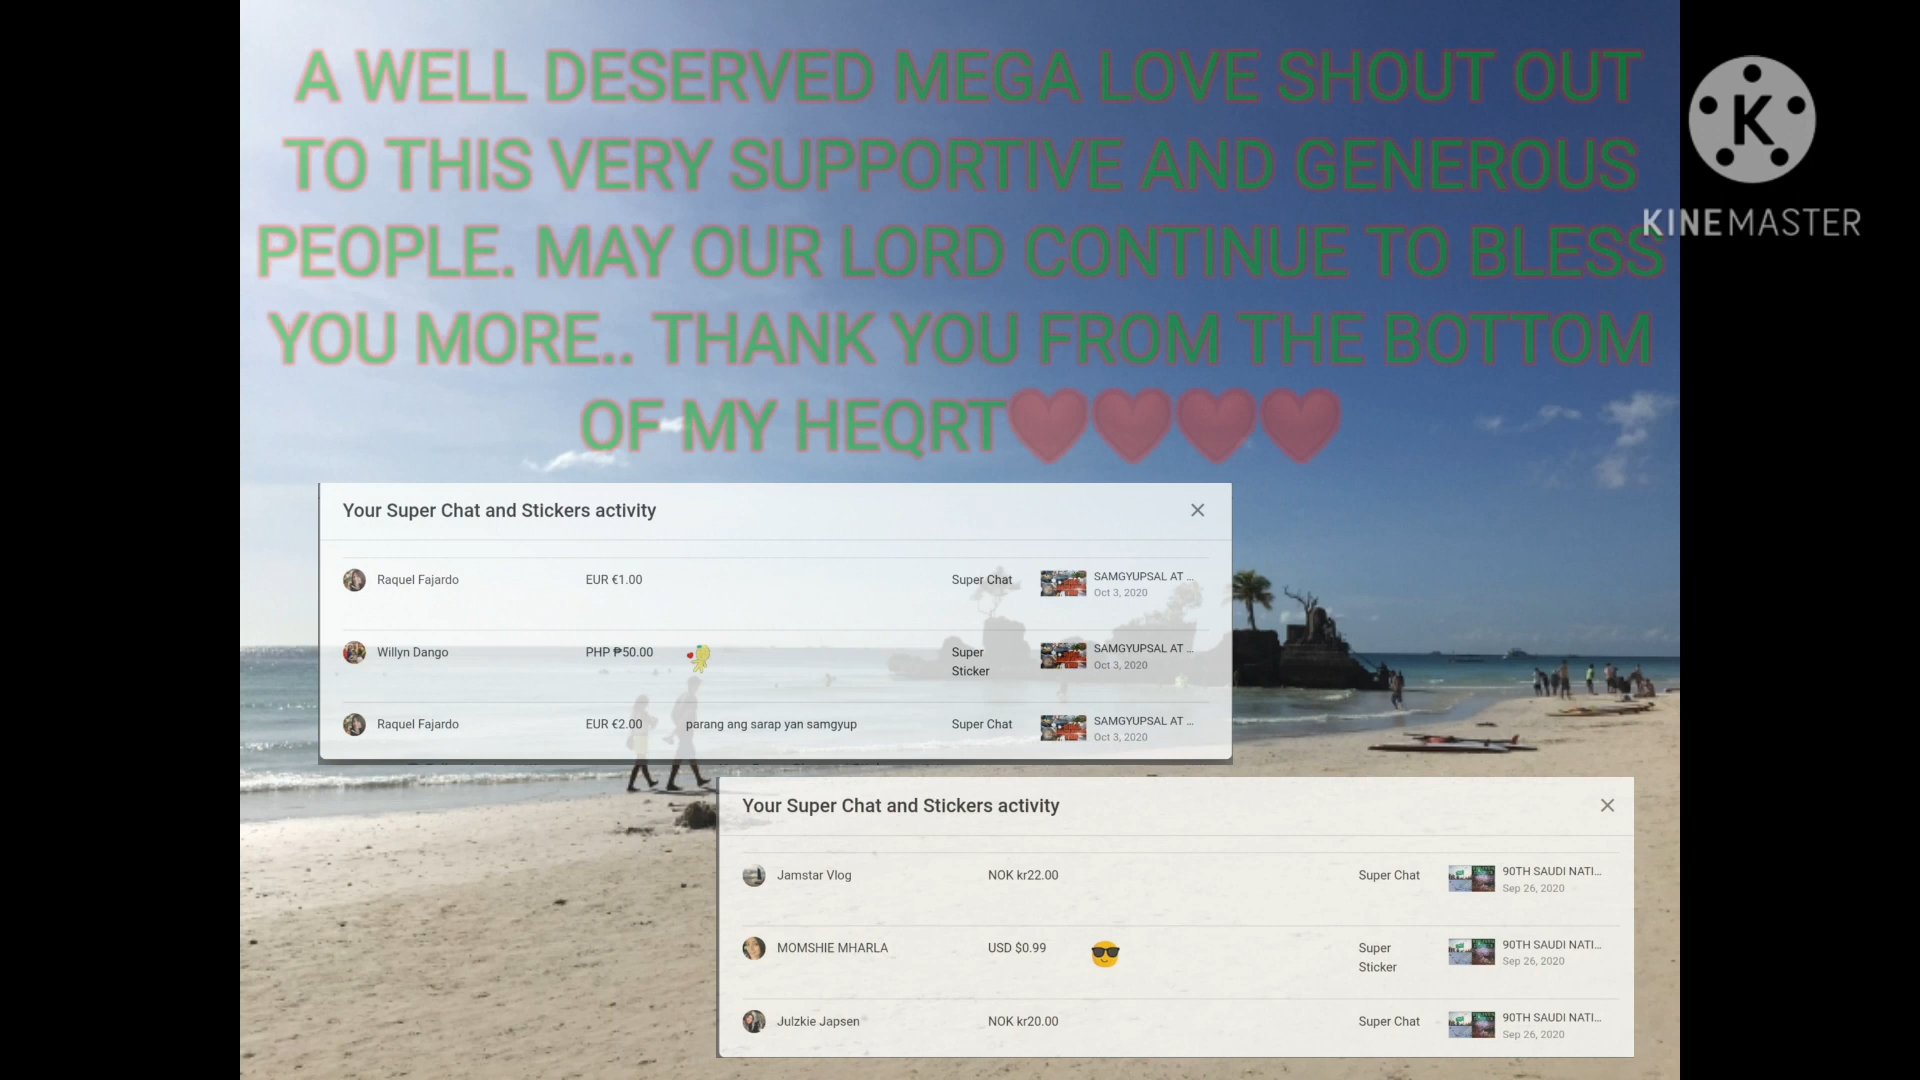 A WELL DESERVED MEGA LOVE SHOUT OUT
TO THIS VERY SUPPORTIVE AND GENEROUS
PEOPLE. MAY OUR LORD CONTINUE TO BLESS
YOU MORE.. THANK YOU FROM THE BOTTOM
OF MY HEQRT❤❤❤❤
K
KINEMASTER
Your Super Chat and Stickers activity
Raquel Fajardo EUR €1.00 Super Chat SAMGYUPSAL AT ...
Oct 3, 2020
Willyn Dango PHP ₱50.00 Super Sticker SAMGYUPSAL AT ...
Oct 3, 2020
Raquel Fajardo EUR €2.00 parang ang sarap yan samgyup Super Chat SAMGYUPSAL AT ...
Oct 3, 2020
Your Super Chat and Stickers activity
Jamstar Vlog NOK kr22.00 Super Chat 90TH SAUDI NATI...
Sep 26, 2020
MOMSHIE MHARLA USD $0.99 😎 Super Sticker 90TH SAUDI NATI...
Sep 26, 2020
Julzkie Japsen NOK kr20.00 Super Chat 90TH SAUDI NATI...
Sep 26, 2020